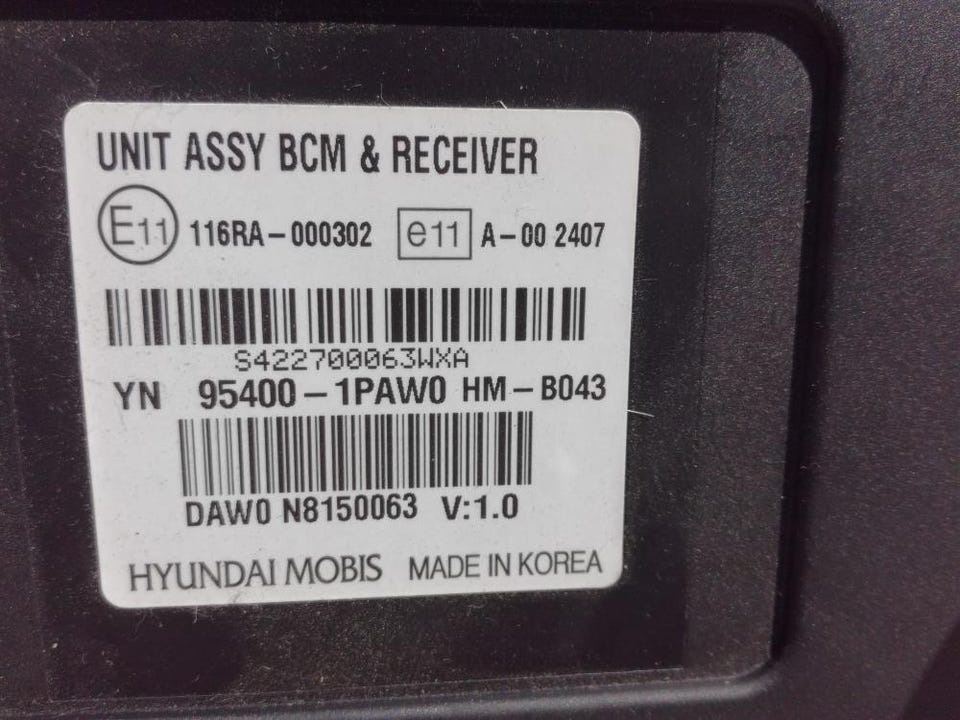 UNIT ASSY BCM & RECEIVER
E11 116RA-000302 e11 A-00 2407
S422700063WXA
YN 95400-1PAW0 HM-B043
DAW0 N8150063 V:1.0
HYUNDAI MOBIS MADE IN KOREA